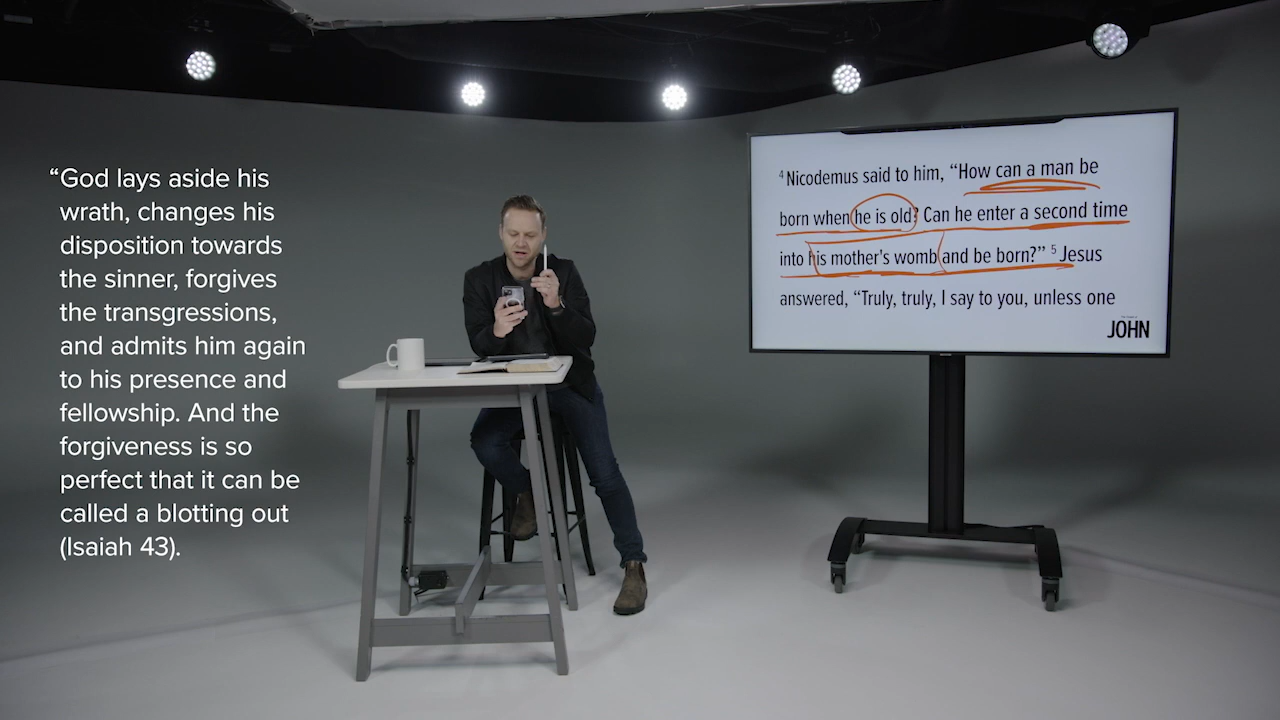 “God lays aside his
wrath, changes his
disposition towards
the sinner, forgives
the transgressions,
and admits him again
to his presence and
fellowship. And the
forgiveness is so
perfect that it can be
called a blotting out
(Isaiah 43).
4 Nicodemus said to him, “How can a man be
born when he is old? Can he enter a second time
into his mother's womb and be born?” 5 Jesus
answered, “Truly, truly, I say to you, unless one
JOHN